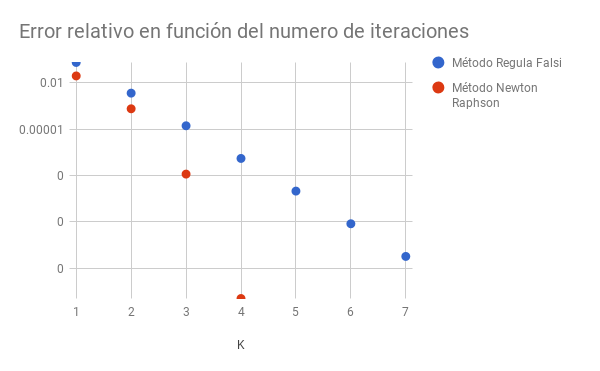 Error relativo en función del numero de iteraciones
Método Regula Falsi
Método Newton
Raphson
0.01
0.00001
0
0
0
1 2 3 4 5 6 7
K